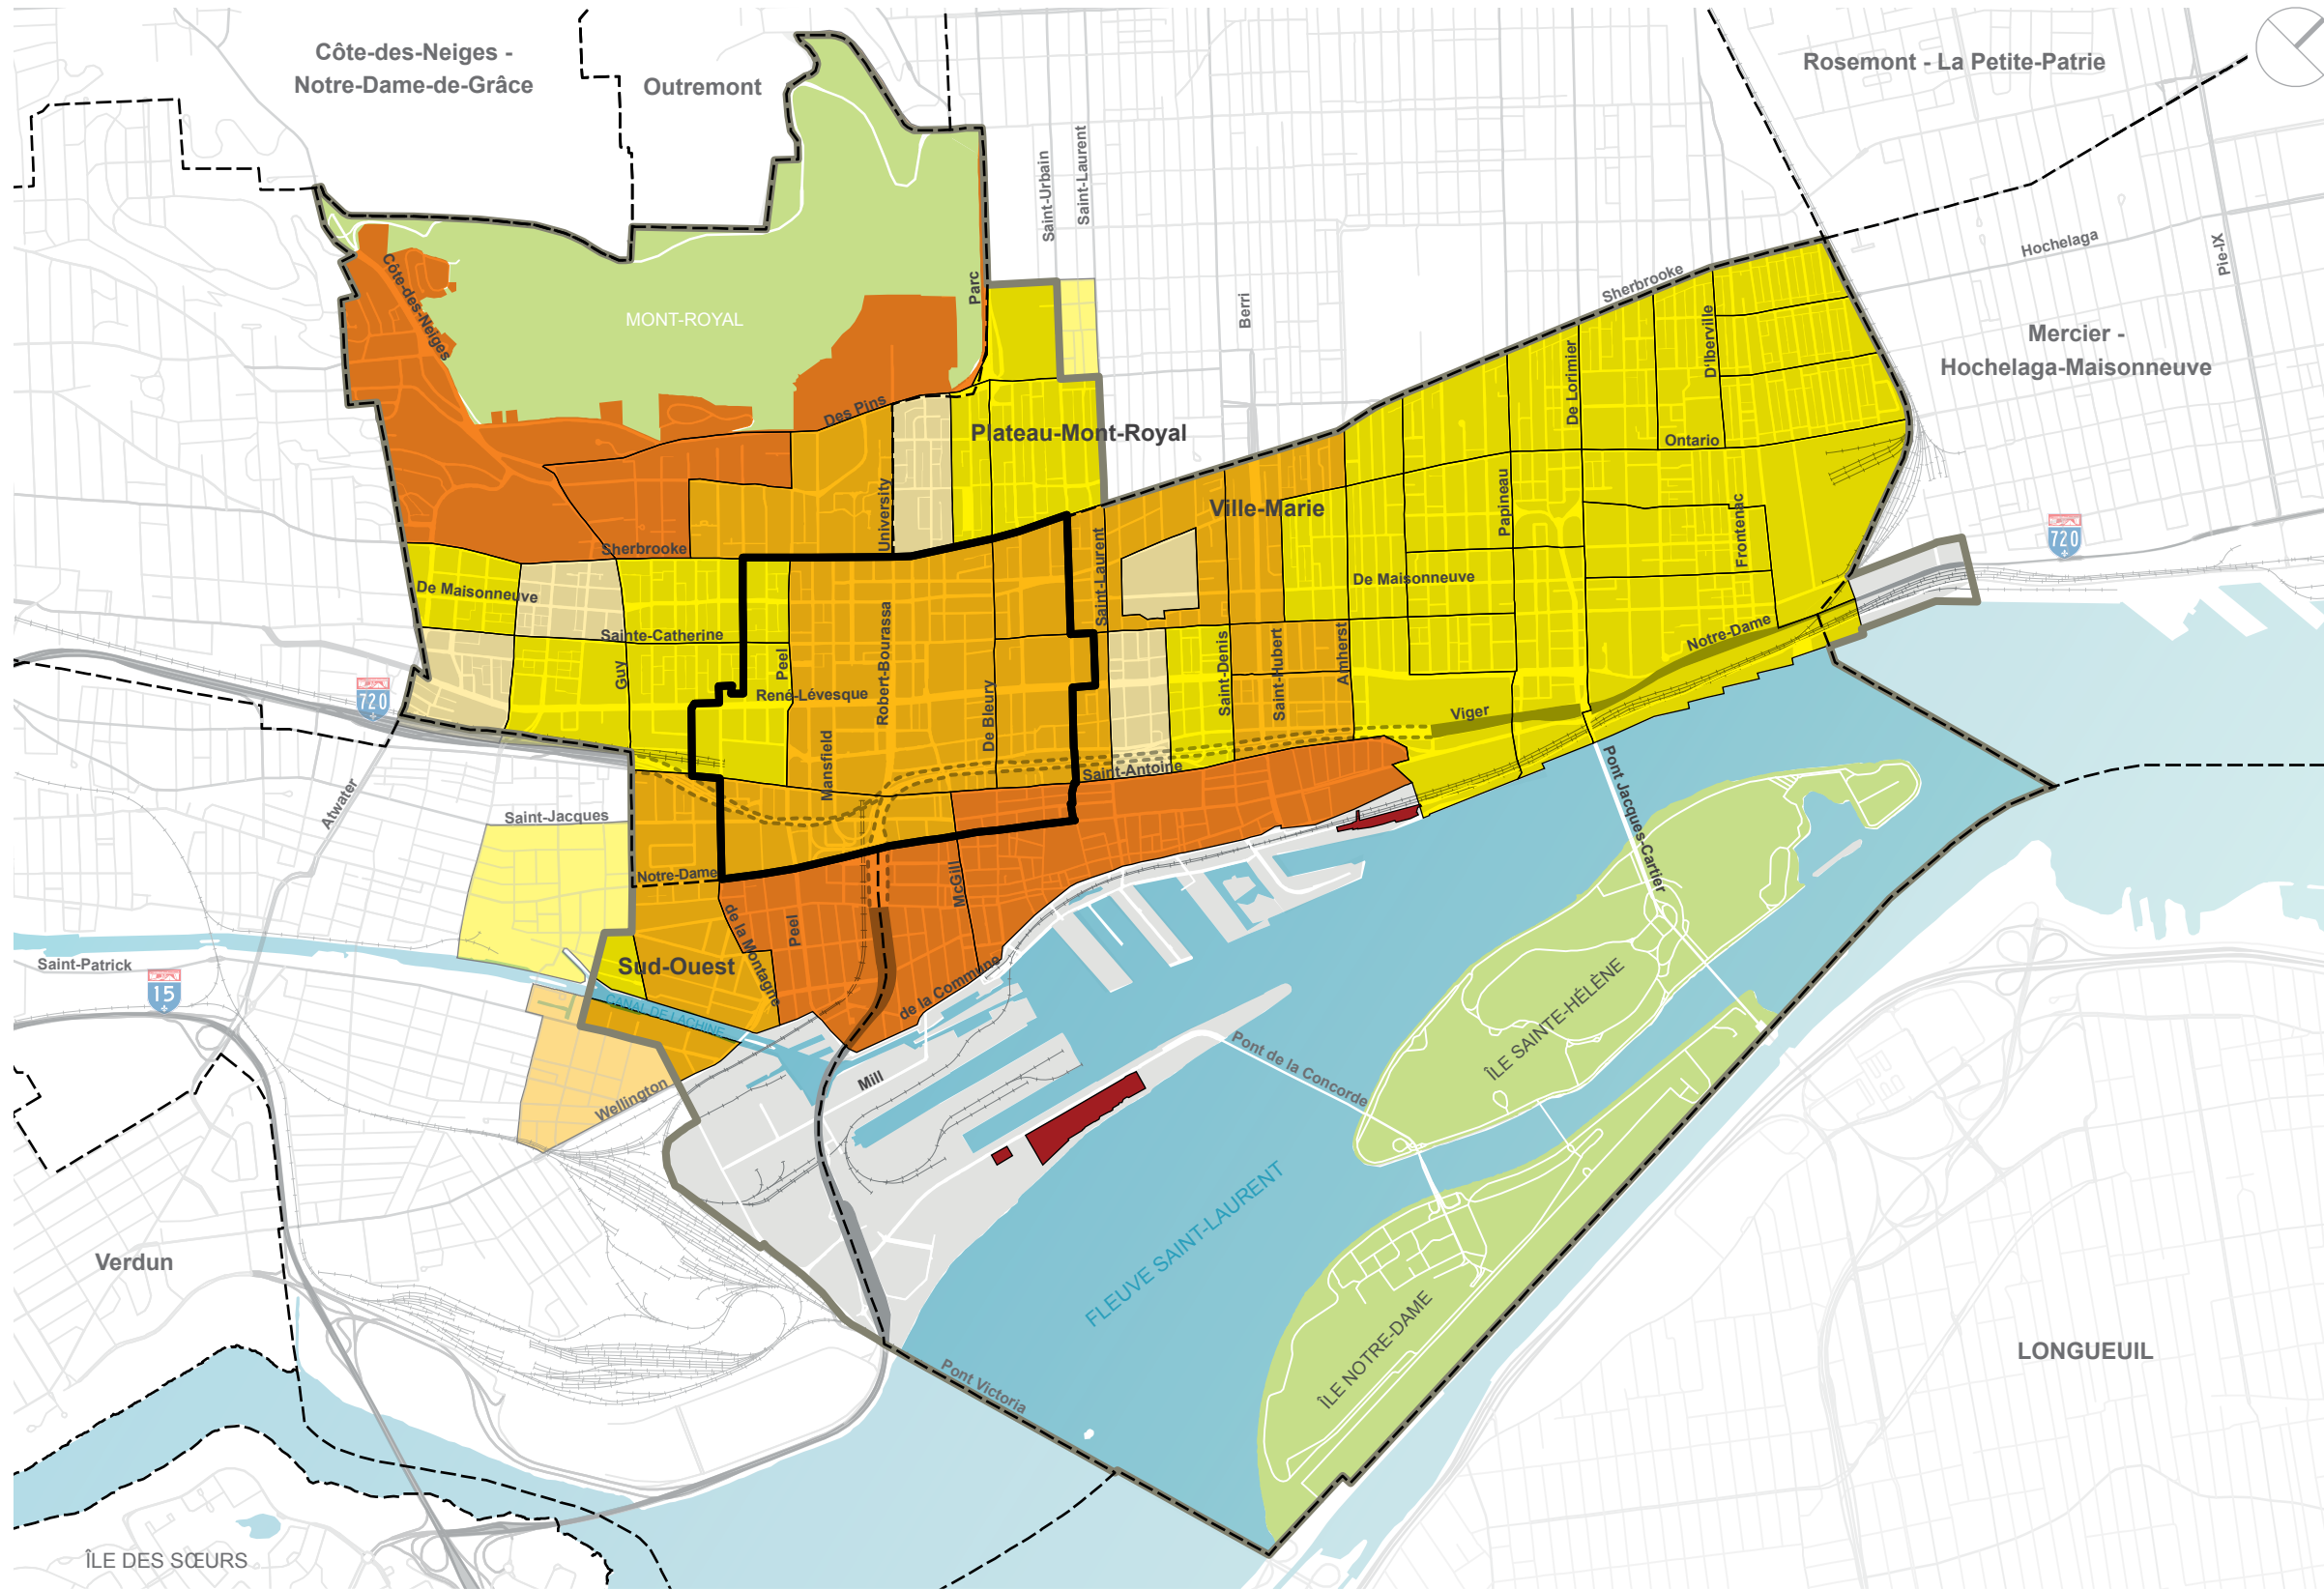 Côte-des-Neiges -
Notre-Dame-de-Grâce
Outremont
Rosemont - La Petite-Patrie
Saint-Urbain
Saint-Laurent
Hochelaga
Pie-IX
Côte-des-Neiges
Parc
MONT-ROYAL
Berri
Sherbrooke
D'Iberville
De Lorimier
Mercier -
Hochelaga-Maisonneuve
Des Pins
Plateau-Mont-Royal
Ontario
University
Ville-Marie
Papineau
Frontenac
Sherbrooke
Saint-Laurent
720
De Maisonneuve
De Maisonneuve
Sainte-Catherine
Guy
Peel
Robert-Bourassa
Saint-Denis
Saint-Hubert
Amherst
Notre-Dame
720
René-Lévesque
De Bleury
Viger
Mansfield
Saint-Antoine
Pont Jacques-Cartier
Atwater
Saint-Jacques
Notre-Dame
McGill
de la Montagne
Peel
Saint-Patrick
15
Sud-Ouest
de la Commune
CANAL DE LACHINE
ÎLE SAINTE-HÉLÈNE
Pont de la Concorde
Mill
Wellington
FLEUVE SAINT-LAURENT
Verdun
ÎLE NOTRE-DAME
LONGUEUIL
Pont Victoria
ÎLE DES SŒURS